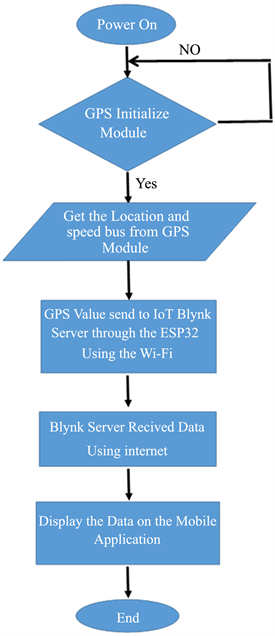 Power On
NO
GPS Initialize
Module
Yes
Get the Location and
speed bus from GPS
Module
GPS Value send to IoT Blynk
Server through the ESP32
Using the Wi-Fi
Blynk Server Recived Data
Using internet
Display the Data on the Mobile
Application
End